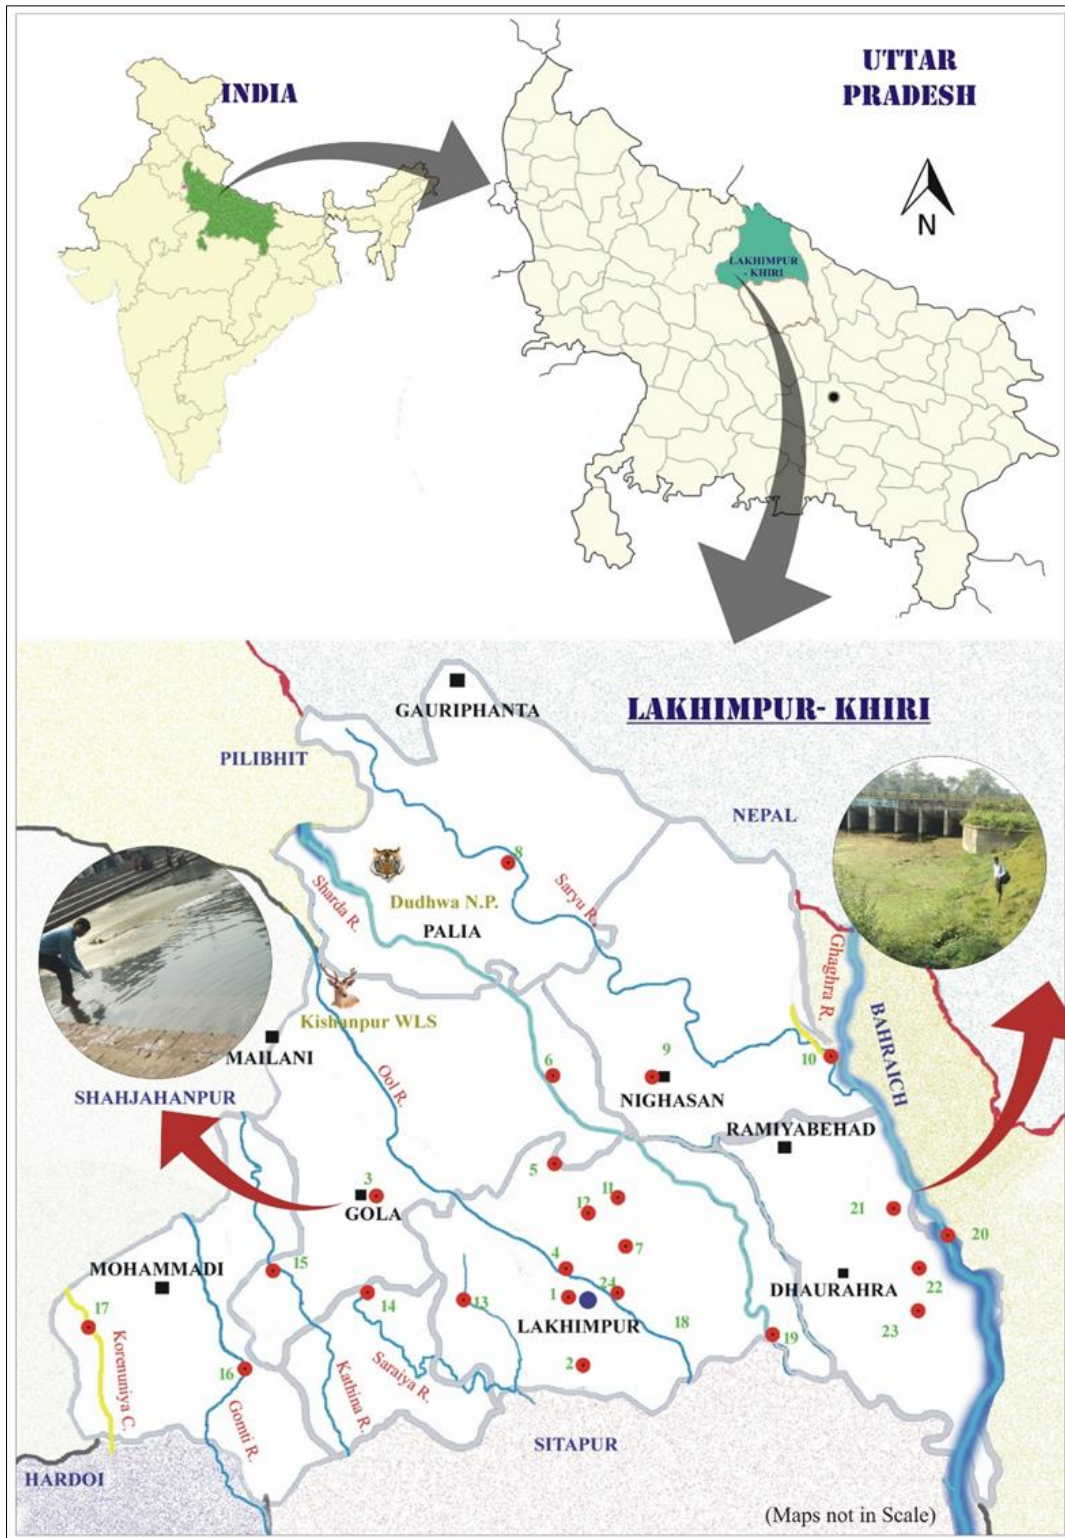 INDIA
UTTAR
PRADESH
N
LAKHIMPUR
- KHIRI
LAKHIMPUR- KHIRI
GAURIPHANTA
PILIBHIT
NEPAL
8
Sharda R.
Dudhwa N.P.
PALIA
Saryu R.
Ghaghra R.
BAHRAICH
Kishanpur WLS
MAILANI
SHAHJAHANPUR
Ool R.
6
9
10
NIGHASAN
RAMIYABEHAD
5
3
GOLA
12
11
21
20
7
4
MOHAMMADI
15
24
1
DHAURAHRA
22
17
14
13
LAKHIMPUR
18
23
19
Korenuniya C.
16
Gomti R.
Kathina R.
Saraiya R.
2
SITAPUR
HARDOI
(Maps not in Scale)